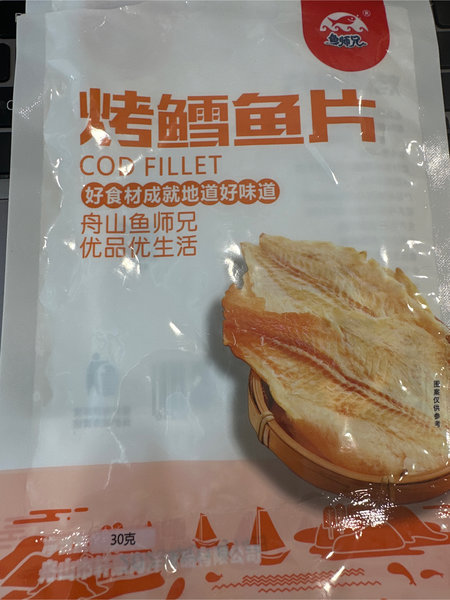 鱼师兄
烤鳕鱼片
COD FILLET
好食材成就地道好味道
舟山鱼师兄
优品优生活
图案仅供参考
30克